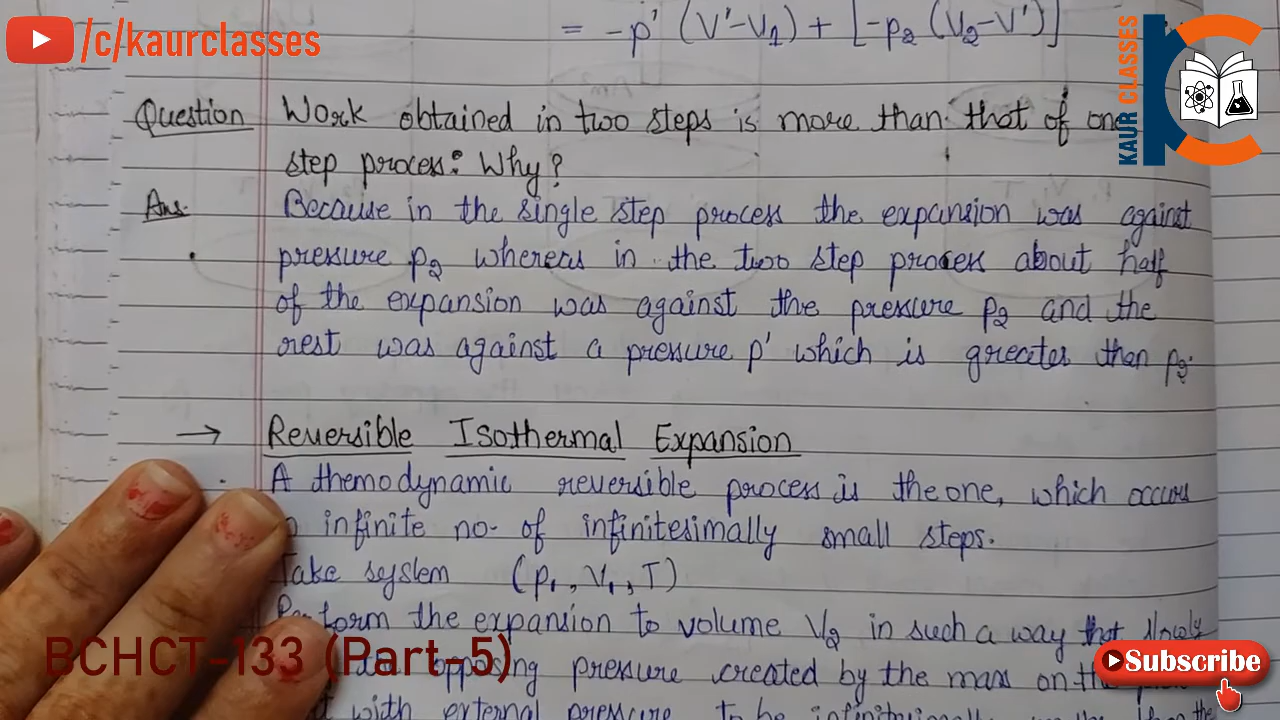 /c/kaurclasses
= -p' (V'-V1) + [-p2 (V2-V')]
KAUR CLASSES
Question Work obtained in two steps is more than that of one
step process: Why?
Ans. Because in the single step process the expansion was against
pressure p2 whereas in the two step process about half
of the expansion was against the pressure p2 and the
rest was against a pressure p' which is greater than p2.
→ Reversible Isothermal Expansion
A themodynamic reversible process is the one, which occurs
infinite no. of infinitesimally small steps.
Take system (p1, V1, T)
Perform the expansion to volume V2 in such a way that slowly
BCHCT-133 (Part-5)
opposing pressure created by the mass on the
Subscribe
with external pressure to be